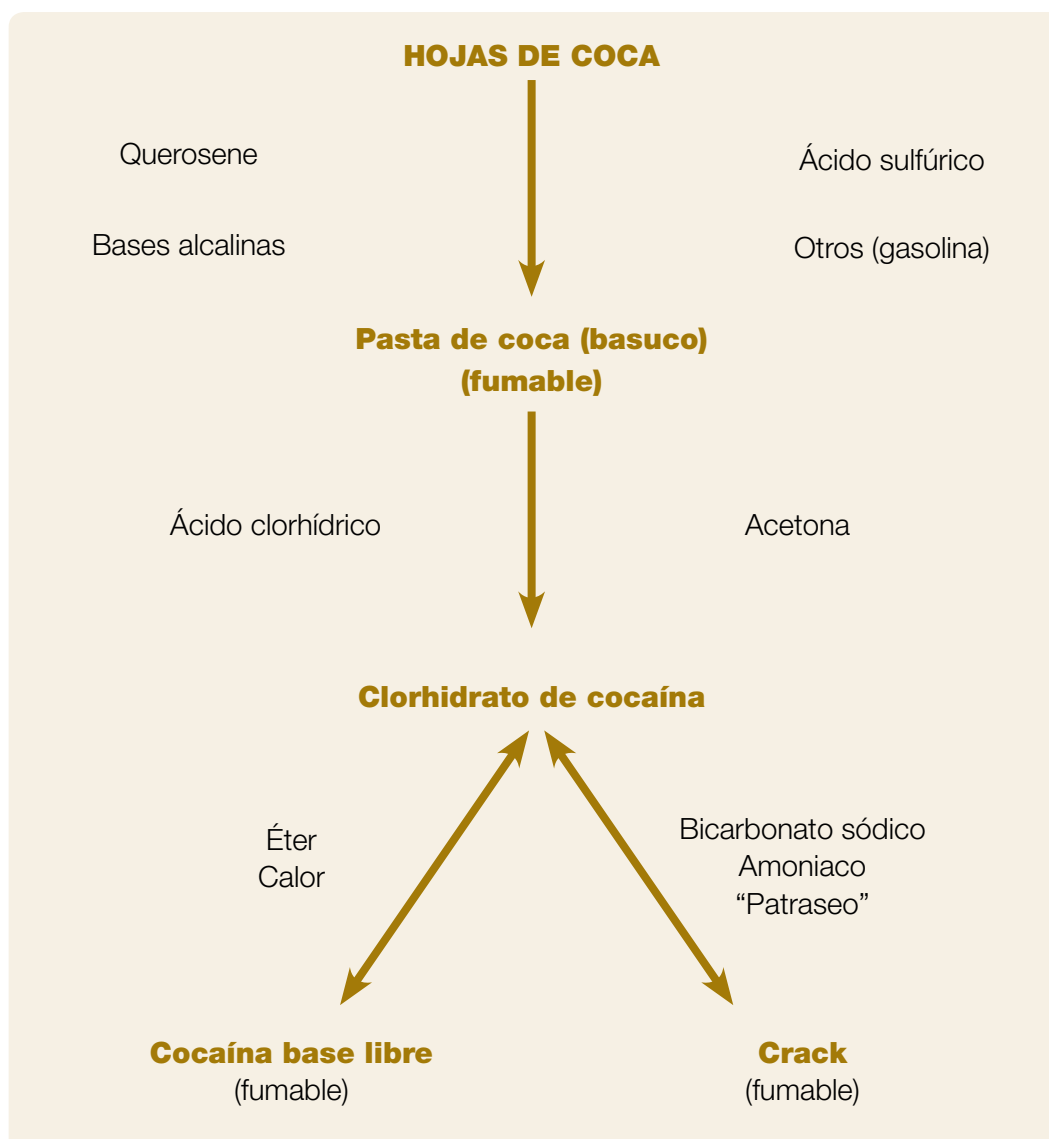 HOJAS DE COCA
Querosene
Ácido sulfúrico
Bases alcalinas
Otros (gasolina)
Pasta de coca (basuco)
(fumable)
Ácido clorhídrico
Acetona
Clorhidrato de cocaína
Éter
Calor
Bicarbonato sódico
Amoniaco
“Patraseo”
Cocaína base libre
(fumable)
Crack
(fumable)